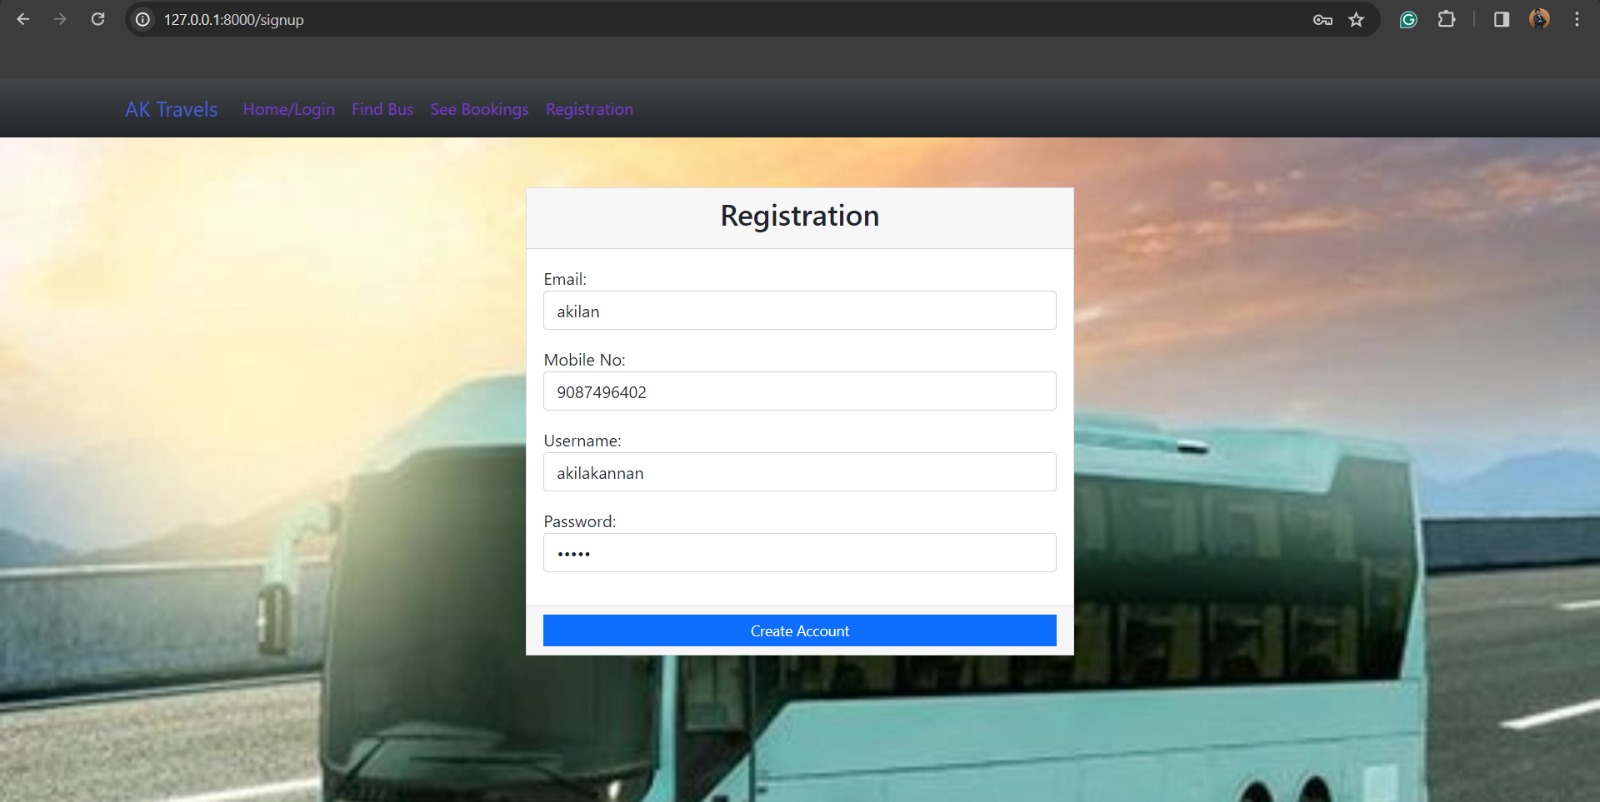 127.0.0.1:8000/signup
AK Travels Home/Login Find Bus See Bookings Registration
Registration
Email:
akilan
Mobile No:
9087496402
Username:
akilakannan
Password:
•••••
Create Account